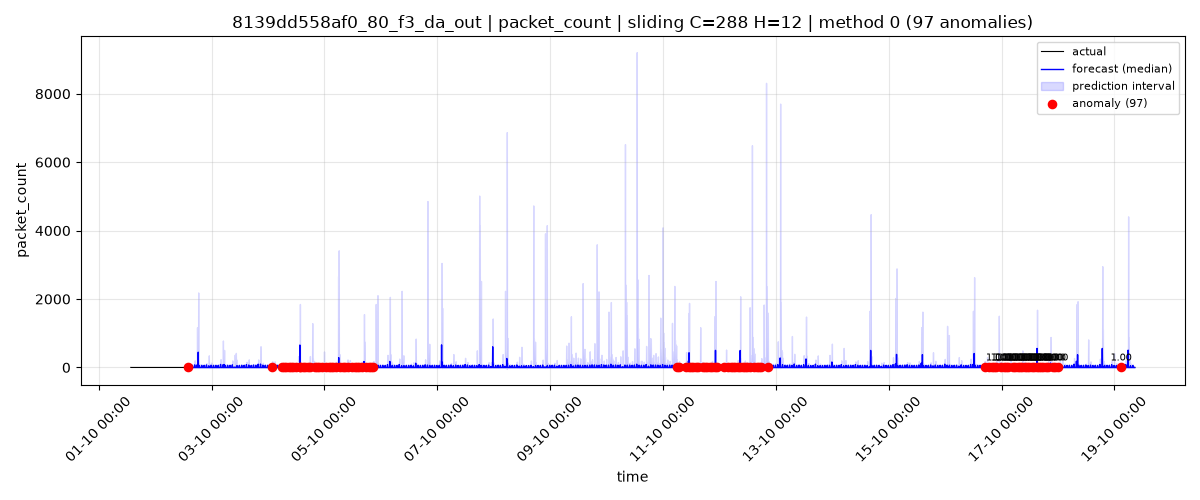 8139dd558af0_80_f3_da_out | packet_count | sliding C=288 H=12 | method 0 (97 anomalies)
actual
forecast (median)
prediction interval
anomaly (97)
packet_count
8000
6000
4000
2000
0
1.00
01-10 00:00
03-10 00:00
05-10 00:00
07-10 00:00
09-10 00:00
11-10 00:00
13-10 00:00
15-10 00:00
17-10 00:00
19-10 00:00
time